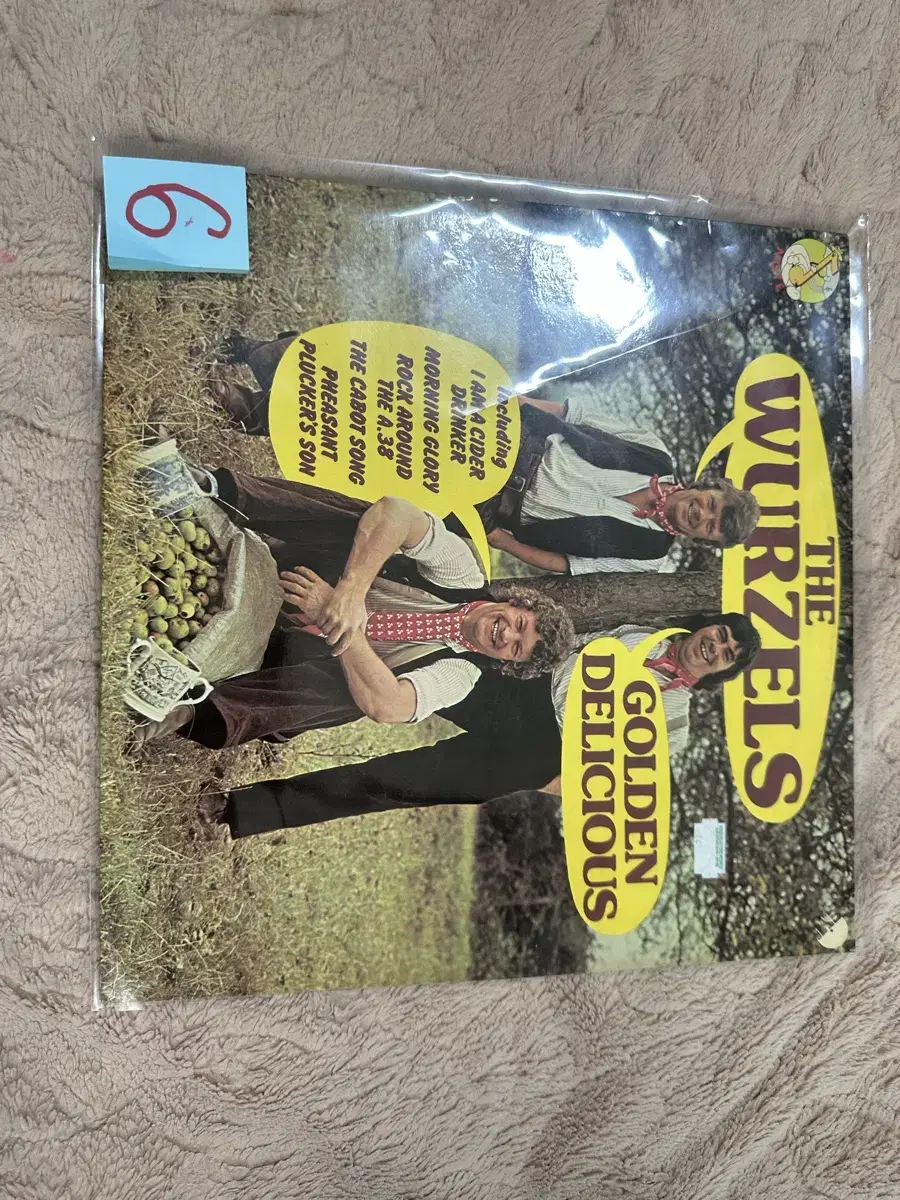 THE
WURZELS
GOLDEN
DELICIOUS
including
I AM A CIDER
DRINKER
MORNING GLORY
ROCK AROUND
THE A.38
THE CABOT SONG
PHEASANT
PLUCKER'S SON
6